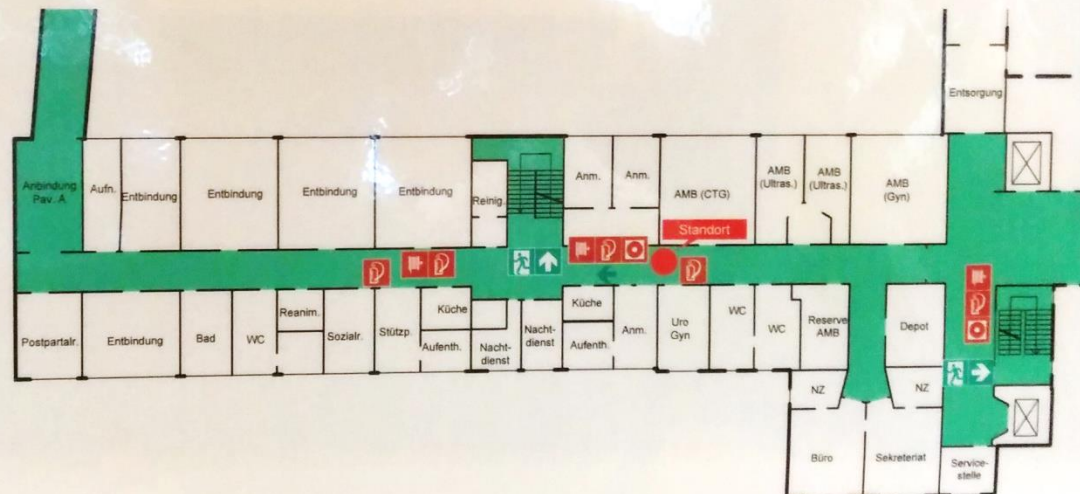 Entsorgung
Anbindung
Pav. A
Aufn.
Entbindung
Entbindung
Entbindung
Entbindung
Reinig.
Anm.
Anm.
AMB (CTG)
AMB
(Ultras.)
AMB
(Ultras.)
AMB
(Gyn)
Standort
Postpartalr.
Entbindung
Bad
WC
Reanim.
Sozialr.
Stützp.
Küche
Aufenth.
Nacht-
dienst
Nacht-
dienst
Küche
Aufenth.
Anm.
Uro
Gyn
WC
WC
Reserve
AMB
Depot
NZ
NZ
Büro
Sekreteriat
Service-
stelle